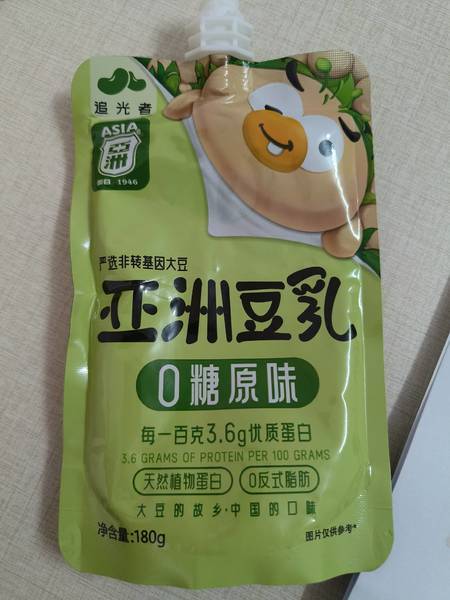 追光者
ASIA
亞洲
始自 1946
严选非转基因大豆
亚洲豆乳
0糖原味
每一百克3.6g优质蛋白
3.6 GRAMS OF PROTEIN PER 100 GRAMS
天然植物蛋白 0反式脂肪
大豆的故乡·中国的口味
净含量:180g
图片仅供参考*